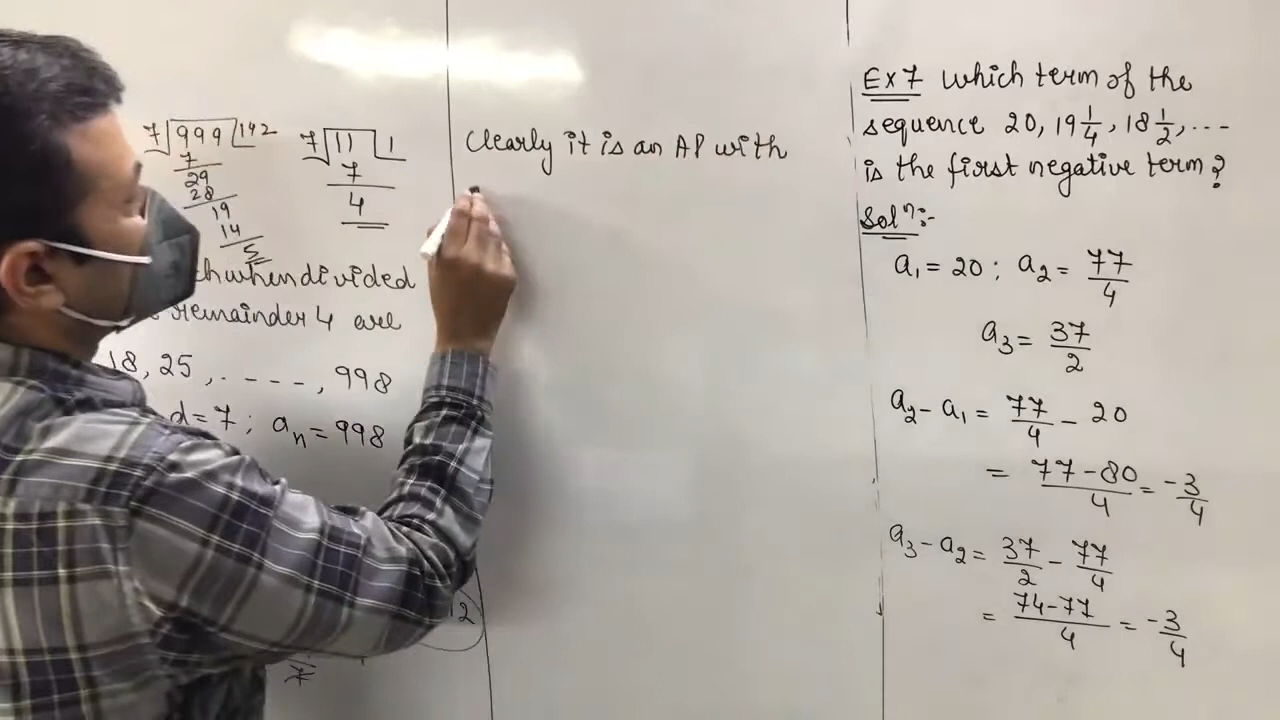 7 999 142
7
29
28
19
14
5
7 11 1
7
4
when divided
remainder 4 are
18, 25, . - - - -, 998
d = 7 ; aₙ = 998
12
Clearly it is an AP with
Ex 7 which term of the
sequence 20, 19 1/4, 18 1/2, ...
is the first negative term?
Solⁿ:-
a₁ = 20 ; a₂ = 77/4
a₃ = 37/2
a₂ - a₁ = 77/4 - 20
= 77-80/4 = -3/4
a₃ - a₂ = 37/2 - 77/4
= 74-77/4 = -3/4